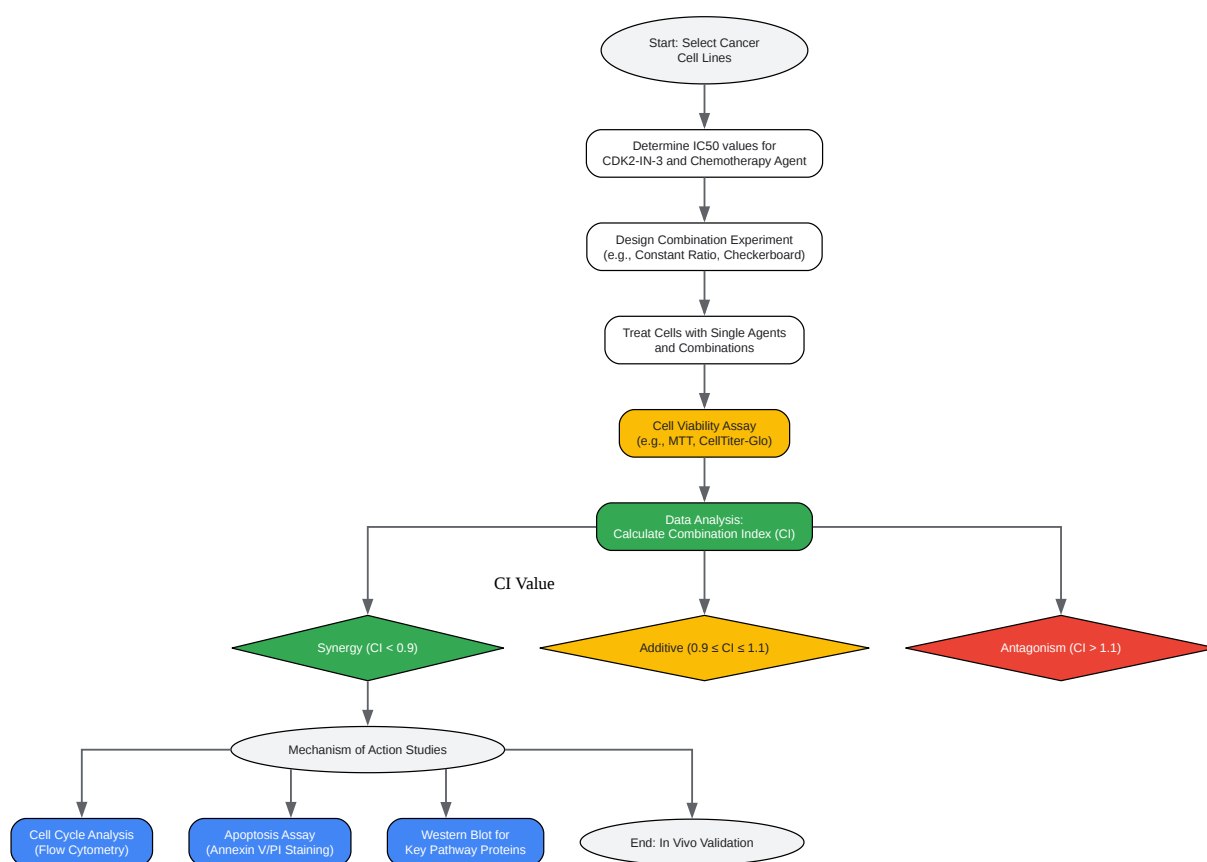 Start: Select Cancer
Cell Lines
Determine IC50 values for
CDK2-IN-3 and Chemotherapy Agent
Design Combination Experiment
(e.g., Constant Ratio, Checkerboard)
Treat Cells with Single Agents
and Combinations
Cell Viability Assay
(e.g., MTT, CellTiter-Glo)
Data Analysis:
Calculate Combination Index (CI)
CI Value
Synergy (CI < 0.9)
Additive (0.9 ≤ CI ≤ 1.1)
Antagonism (CI > 1.1)
Mechanism of Action Studies
Cell Cycle Analysis
(Flow Cytometry)
Apoptosis Assay
(Annexin V/PI Staining)
Western Blot for
Key Pathway Proteins
End: In Vivo Validation